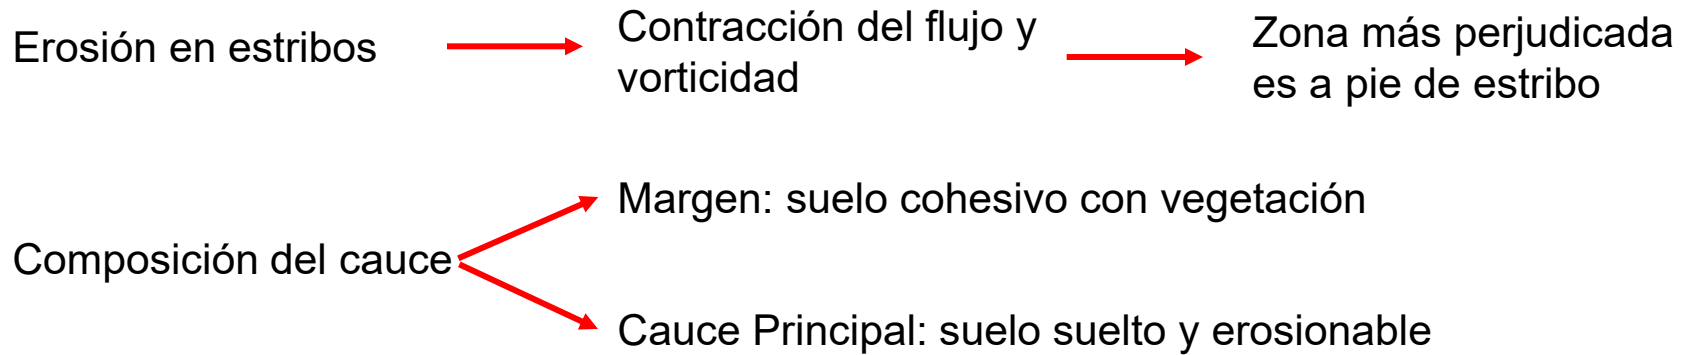 Erosión en estribos
Contracción del flujo y
vorticidad
Zona más perjudicada
es a pie de estribo
Composición del cauce
Margen: suelo cohesivo con vegetación
Cauce Principal: suelo suelto y erosionable